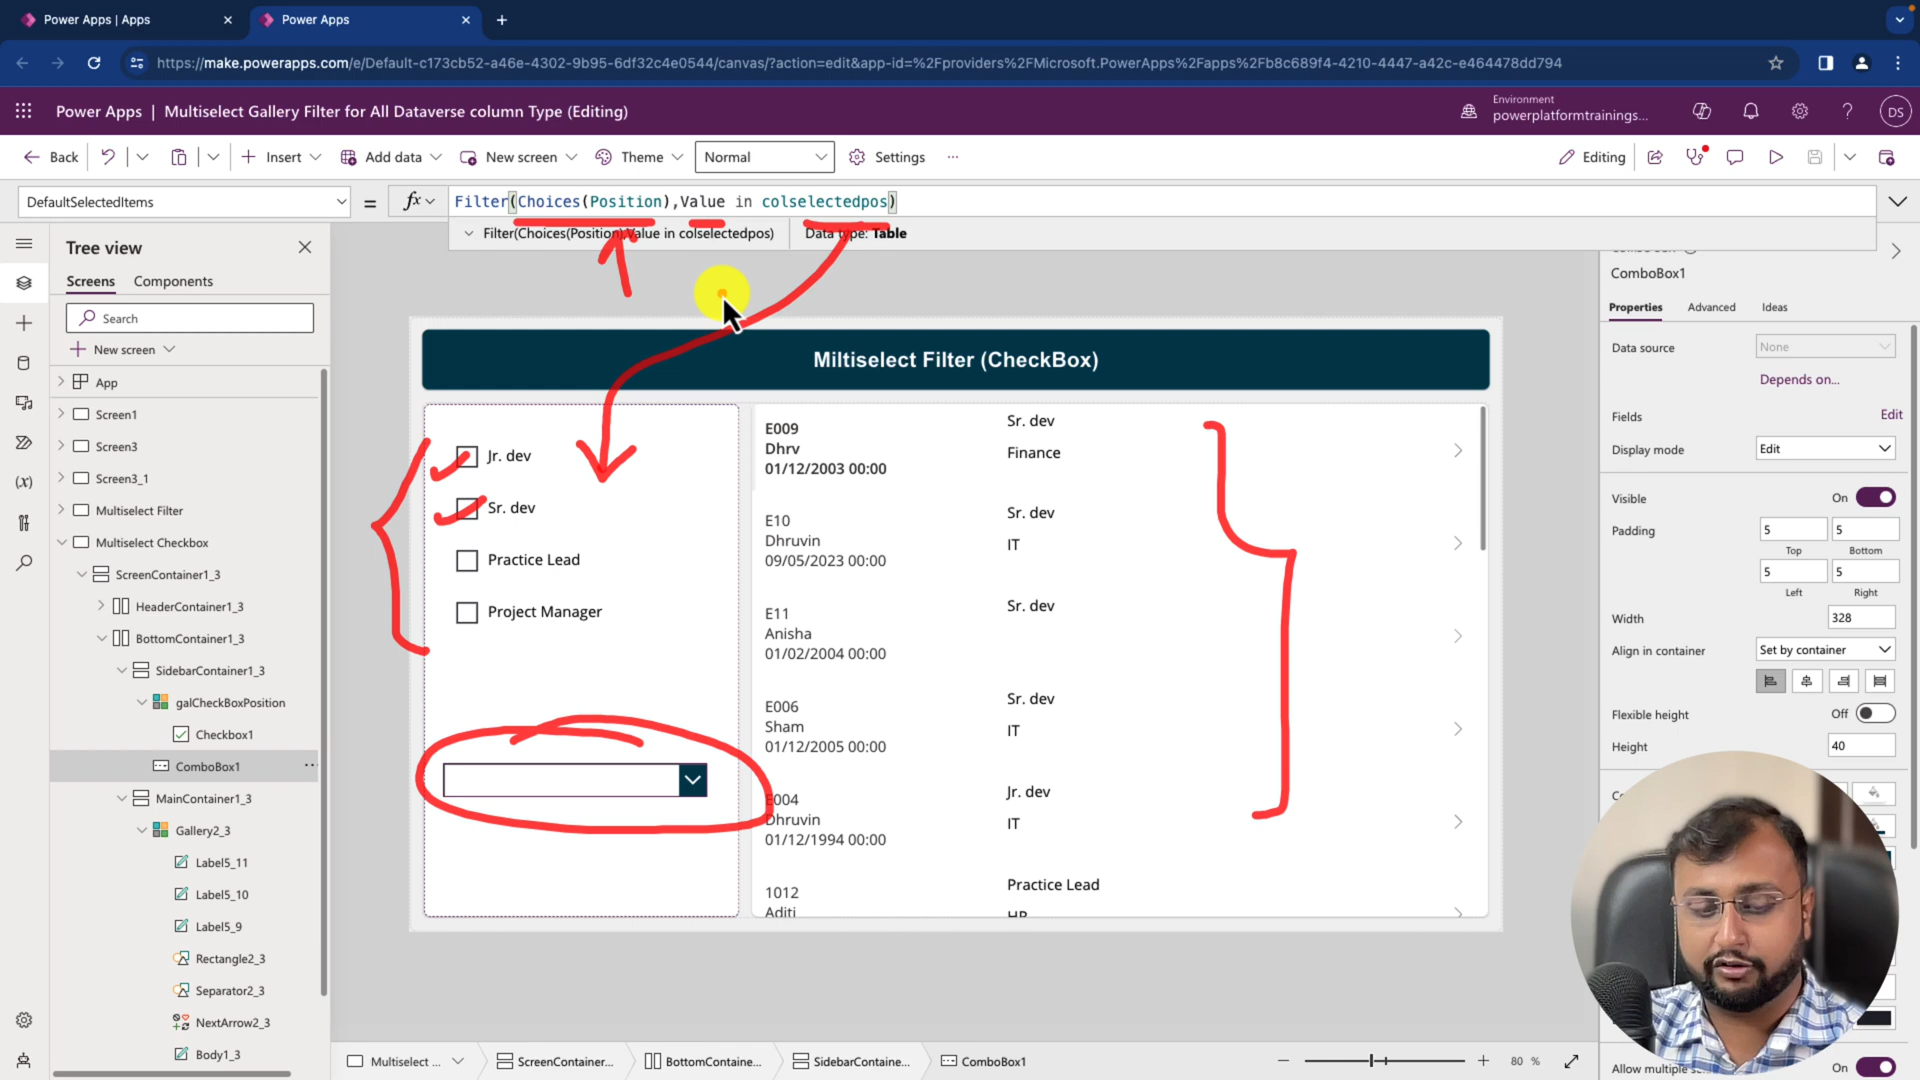 Power Apps | Apps
Power Apps
https://make.powerapps.com/e/Default-c173cb52-a46e-4302-9b95-6df32c4e0544/canvas/?action=edit&app-id=%2Fproviders%2FMicrosoft.PowerApps%2Fapps%2Fb8c689f4-4210-4447-a42c-e464478dd794
Power Apps | Multiselect Gallery Filter for All Dataverse column Type (Editing)
Environment
powerplatformtrainings...
DS
Back
Insert
Add data
New screen
Theme
Normal
Settings
...
Editing
DefaultSelectedItems
=
fx
Filter(Choices(Position),Value in colselectedpos)
Filter(Choices(Position),Value in colselectedpos)
Data type: Table
Tree view
Screens
Components
Search
New screen
App
Screen1
Screen3
Screen3_1
Multiselect Filter
Multiselect Checkbox
ScreenContainer1_3
HeaderContainer1_3
BottomContainer1_3
SidebarContainer1_3
galCheckBoxPosition
Checkbox1
ComboBox1
...
MainContainer1_3
Gallery2_3
Label5_11
Label5_10
Label5_9
Rectangle2_3
Separator2_3
NextArrow2_3
Body1_3
Miltiselect Filter (CheckBox)
Jr. dev
Sr. dev
Practice Lead
Project Manager
E009
Dhrv
01/12/2003 00:00
Sr. dev
Finance
E10
Dhruvin
09/05/2023 00:00
Sr. dev
IT
E11
Anisha
01/02/2004 00:00
Sr. dev
E006
Sham
01/12/2005 00:00
Sr. dev
IT
E004
Dhruvin
01/12/1994 00:00
Jr. dev
IT
1012
Aditi
Practice Lead
HR
ComboBox1
Properties
Advanced
Ideas
Data source
None
Depends on...
Fields
Edit
Display mode
Edit
Visible
On
Padding
5
5
Top
Bottom
5
5
Left
Right
Width
328
Align in container
Set by container
Flexible height
Off
Height
40
On
Multiselect ...
ScreenContainer...
BottomContaine...
SidebarContaine...
ComboBox1
80 %